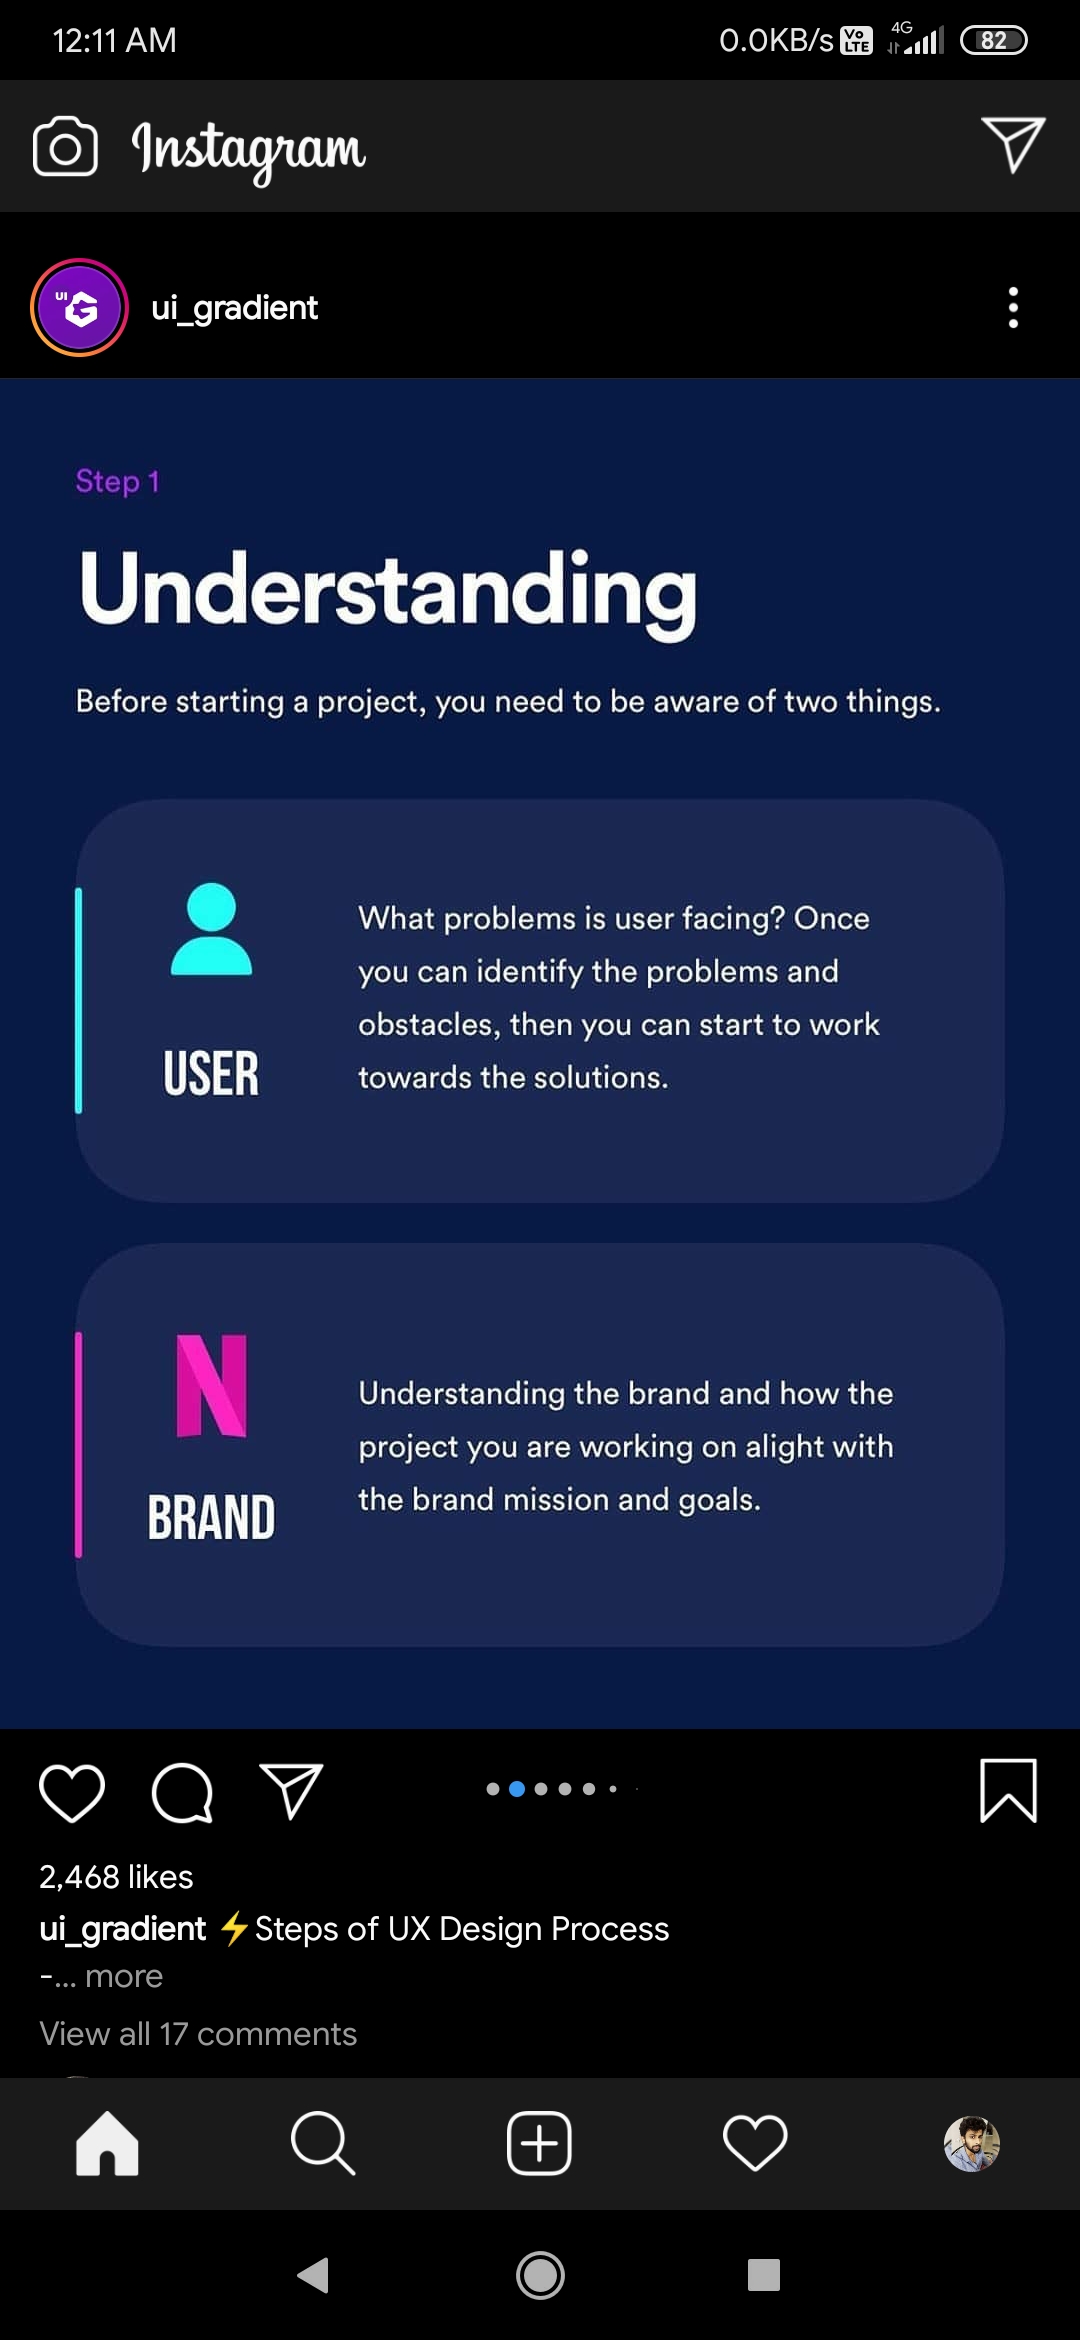 12:11 AM 0.0KB/s Vo LTE 4G 82
Instagram
UI G ui_gradient
Step 1
Understanding
Before starting a project, you need to be aware of two things.
What problems is user facing? Once
you can identify the problems and
obstacles, then you can start to work
towards the solutions.
USER
N
Understanding the brand and how the
project you are working on alight with
the brand mission and goals.
BRAND
2,468 likes
ui_gradient ⚡Steps of UX Design Process
-... more
View all 17 comments